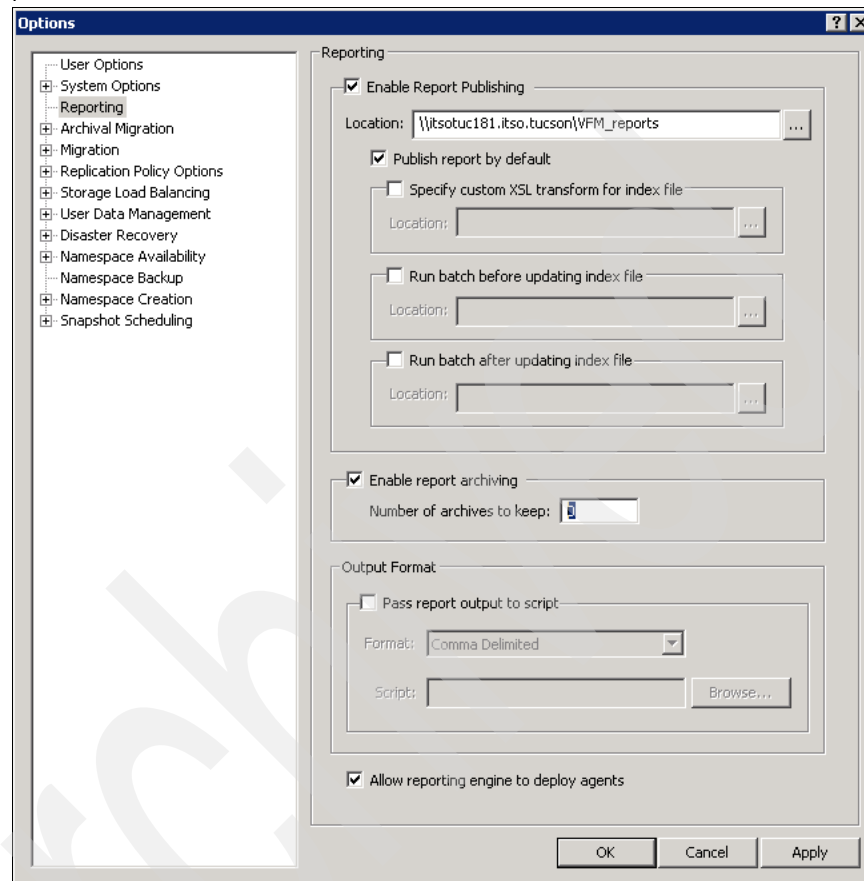 Options
User Options
System Options
Reporting
Archival Migration
Migration
Replication Policy Options
Storage Load Balancing
User Data Management
Disaster Recovery
Namespace Availability
Namespace Backup
Namespace Creation
Snapshot Scheduling
Reporting
Enable Report Publishing
Location: \\itsotuc181.itso.tucson\VFM_reports ...
Publish report by default
Specify custom XSL transform for index file
Location: ...
Run batch before updating index file
Location: ...
Run batch after updating index file
Location: ...
Enable report archiving
Number of archives to keep:
Output Format
Pass report output to script
Format: Comma Delimited
Script: Browse...
Allow reporting engine to deploy agents
OK Cancel Apply